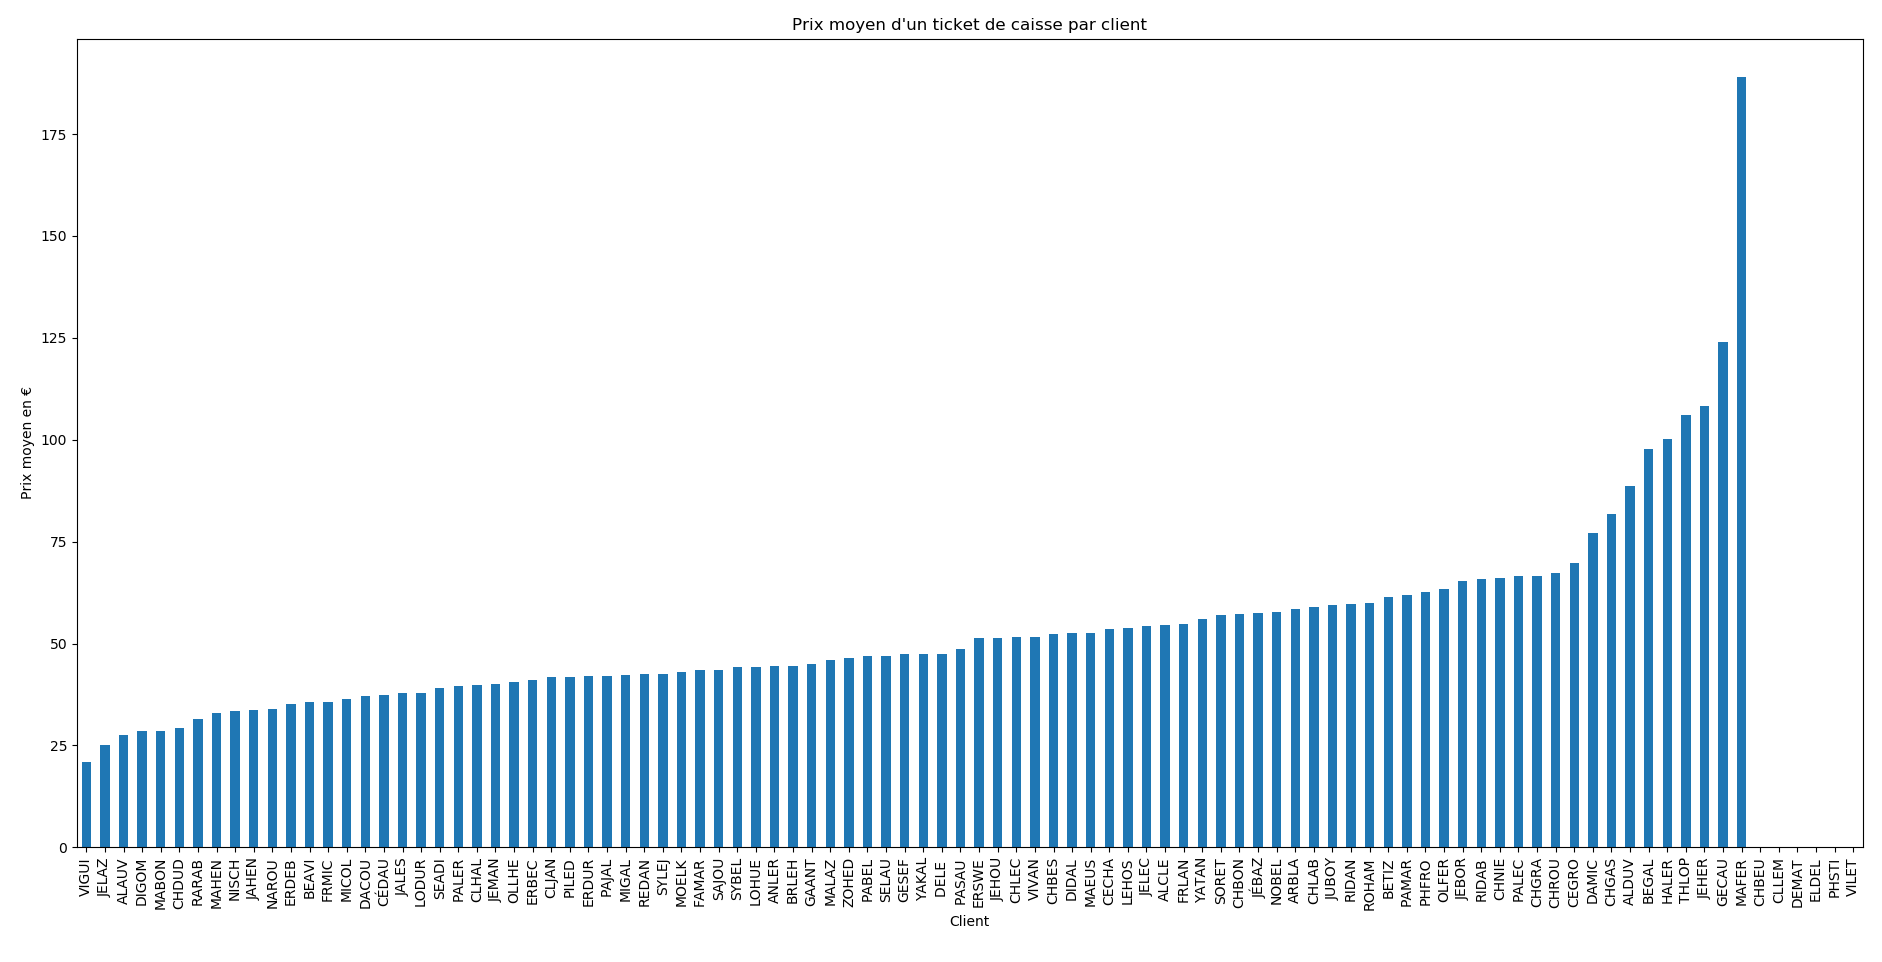 Prix moyen d'un ticket de caisse par client
Prix moyen en €
175
150
125
100
75
50
25
0
VIGUI
JELAZ
ALAUV
DIGOM
MABON
CHDUD
RARAB
MAHEN
NISCH
JAHEN
NAROU
ERDEB
BEAVI
FRMIC
MICOL
DACOU
CÉDAU
JALES
LODUR
SEADI
PALER
CLHAL
JEMAN
OLLHE
ERBEC
CLJAN
PILED
ERDUR
PAJAL
MIGAL
REDAN
SYLEJ
MOELK
FAMAR
SAJOU
SYBEL
LOHUE
ANLER
BRLEH
GAANT
MALAZ
ZOHED
PABEL
SELAU
GESEF
YAKAL
DELE
PASAU
ERSWE
JEHOU
CHLEC
VIVAN
CHBES
DIDAL
MAEUS
CECHA
LEHOS
JELEC
ALCLE
FRLAN
YATAN
SORET
CHBON
JÉBAZ
NOBEL
ARBLA
CHLAB
JUBOY
RIDAN
ROHAM
BETIZ
PAMAR
PHFRO
OLFER
JEBOR
RIDAB
CHNIE
PALEC
CHGRA
CHROU
CEGRO
DAMIC
CHGAS
ALDUV
BEGAL
HALER
THLOP
JEHER
GECAU
MAFER
CHBEU
CLLEM
DEMAT
ELDEL
PHSTI
VILET
Client